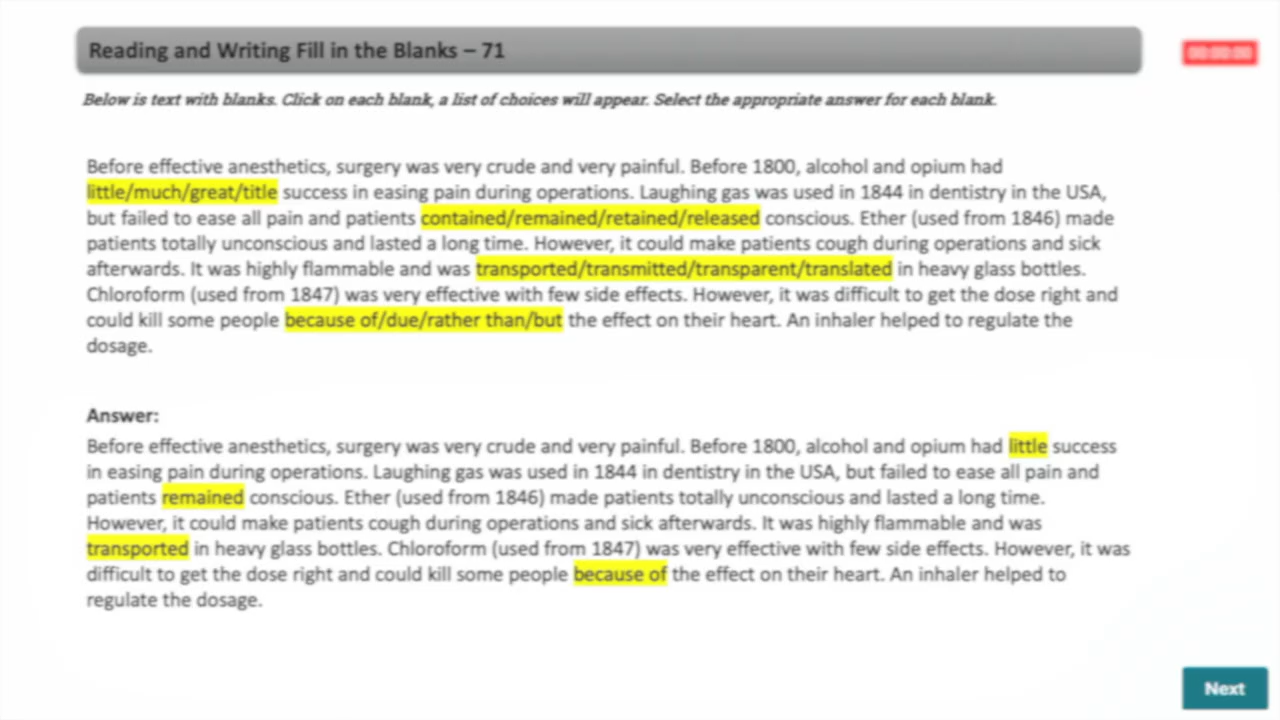 Reading and Writing Fill in the Blanks – 71
Below is text with blanks. Click on each blank, a list of choices will appear. Select the appropriate answer for each blank.
Before effective anesthetics, surgery was very crude and very painful. Before 1800, alcohol and opium had
little/much/great/title success in easing pain during operations. Laughing gas was used in 1844 in dentistry in the USA,
but failed to ease all pain and patients contained/remained/retained/released conscious. Ether (used from 1846) made
patients totally unconscious and lasted a long time. However, it could make patients cough during operations and sick
afterwards. It was highly flammable and was transported/transmitted/transparent/translated in heavy glass bottles.
Chloroform (used from 1847) was very effective with few side effects. However, it was difficult to get the dose right and
could kill some people because of/due/rather than/but the effect on their heart. An inhaler helped to regulate the
dosage.
Answer:
Before effective anesthetics, surgery was very crude and very painful. Before 1800, alcohol and opium had little success
in easing pain during operations. Laughing gas was used in 1844 in dentistry in the USA, but failed to ease all pain and
patients remained conscious. Ether (used from 1846) made patients totally unconscious and lasted a long time.
However, it could make patients cough during operations and sick afterwards. It was highly flammable and was
transported in heavy glass bottles. Chloroform (used from 1847) was very effective with few side effects. However, it was
difficult to get the dose right and could kill some people because of the effect on their heart. An inhaler helped to
regulate the dosage.
Next